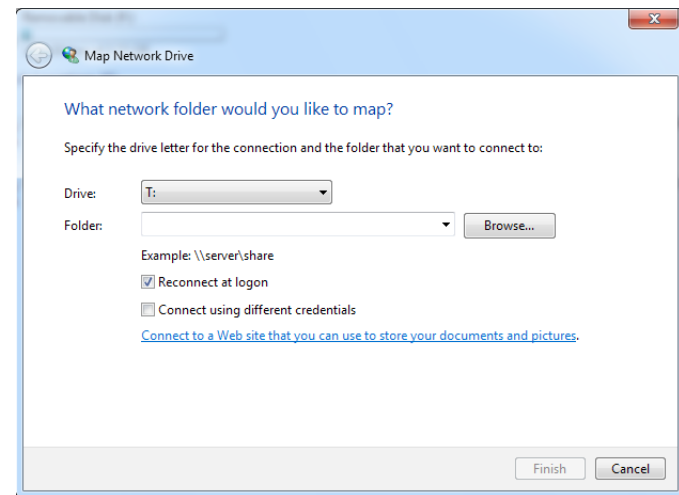 Map Network Drive
What network folder would you like to map?
Specify the drive letter for the connection and the folder that you want to connect to:
Drive: T:
Folder: Browse...
Example: \\server\share
Reconnect at logon
Connect using different credentials
Connect to a Web site that you can use to store your documents and pictures.
Finish Cancel